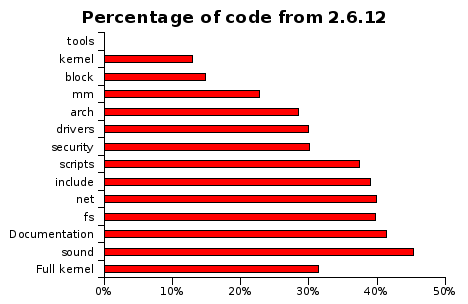 Percentage of code from 2.6.12
tools
kernel
block
mm
arch
drivers
security
scripts
include
net
fs
Documentation
sound
Full kernel
0% 10% 20% 30% 40% 50%